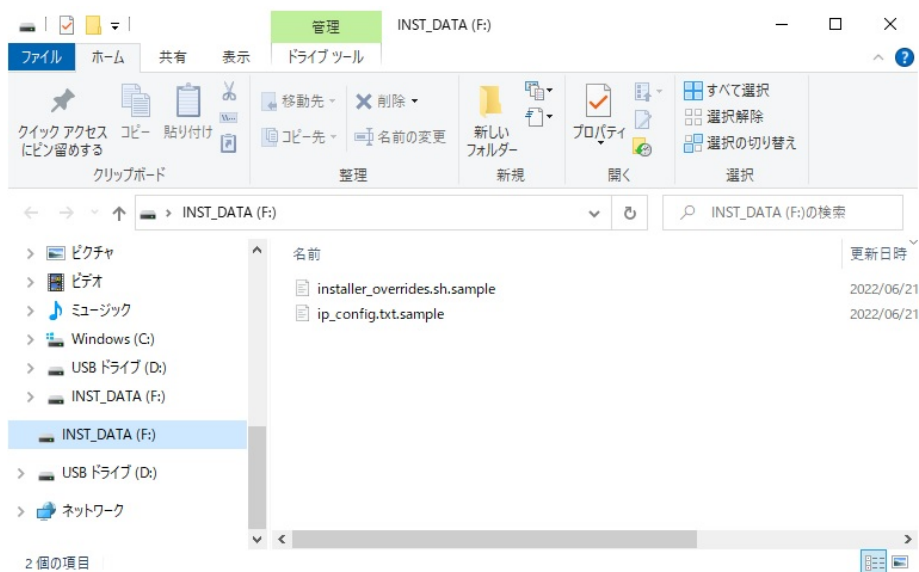 管理
INST_DATA (F:)
ファイル
ホーム
共有
表示
ドライブ ツール
クイック アクセス
にピン留めする
コピー
貼り付け
クリップボード
移動先
コピー先
削除
名前の変更
整理
新しい
フォルダー
新規
プロパティ
開く
すべて選択
選択解除
選択の切り替え
選択
INST_DATA (F:)
INST_DATA (F:)の検索
ピクチャ
ビデオ
ミュージック
Windows (C:)
USB ドライブ (D:)
INST_DATA (F:)
INST_DATA (F:)
USB ドライブ (D:)
ネットワーク
名前
更新日時
installer_overrides.sh.sample
2022/06/21
ip_config.txt.sample
2022/06/21
2 個の項目